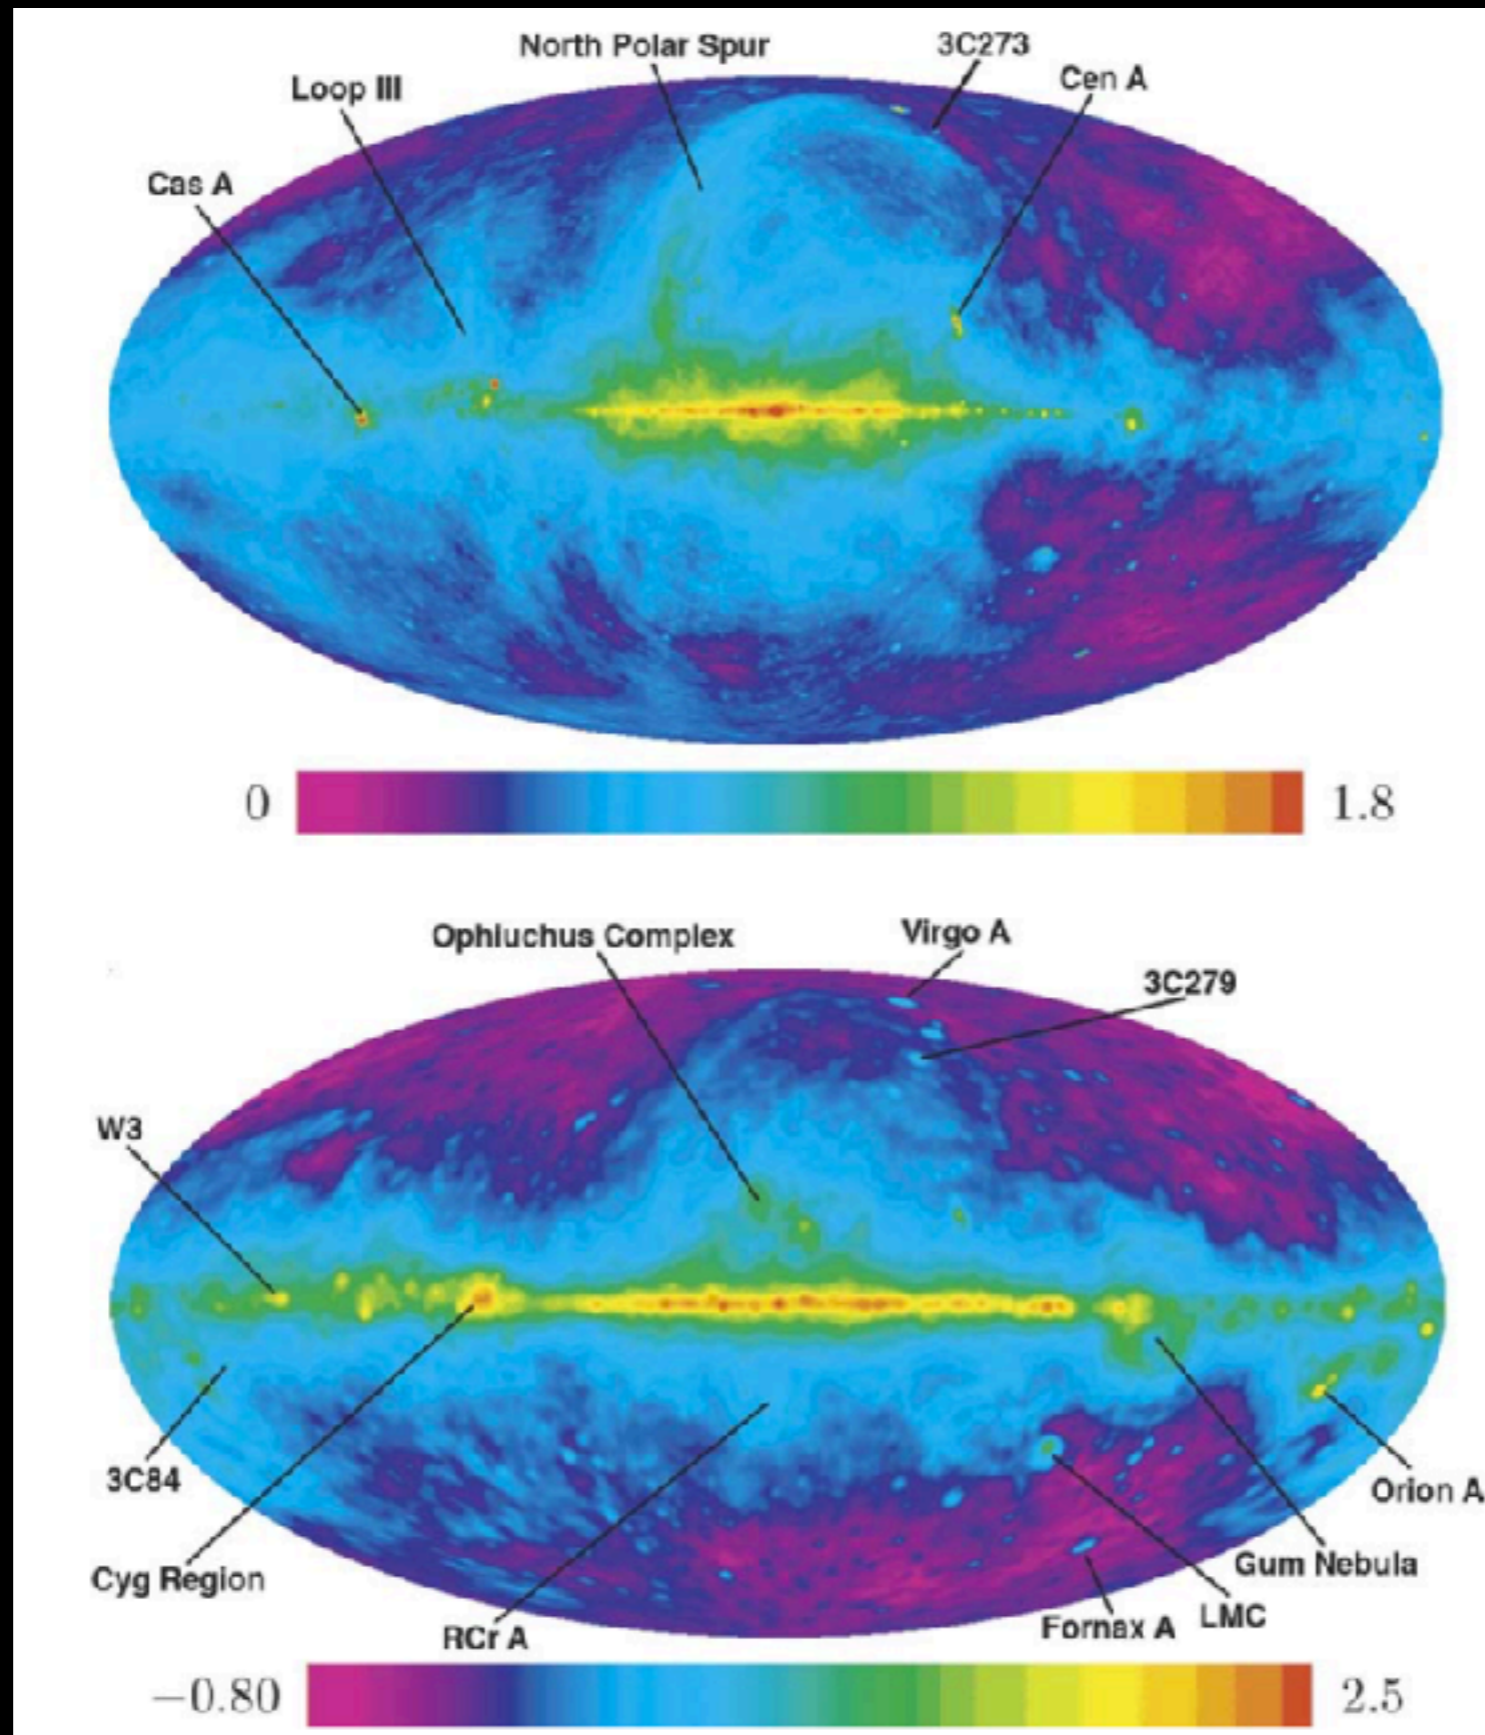 North Polar Spur
3C273
Loop III
Cen A
Cas A
0
1.8
Ophiuchus Complex
Virgo A
3C279
W3
3C84
Orion A
Cyg Region
Gum Nebula
RCr A
Fornax A
LMC
−0.80
2.5